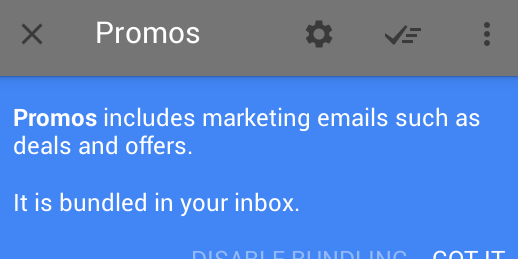 Promos
Promos includes marketing emails such as
deals and offers.
It is bundled in your inbox.
DISABLE BUNDLING GOT IT